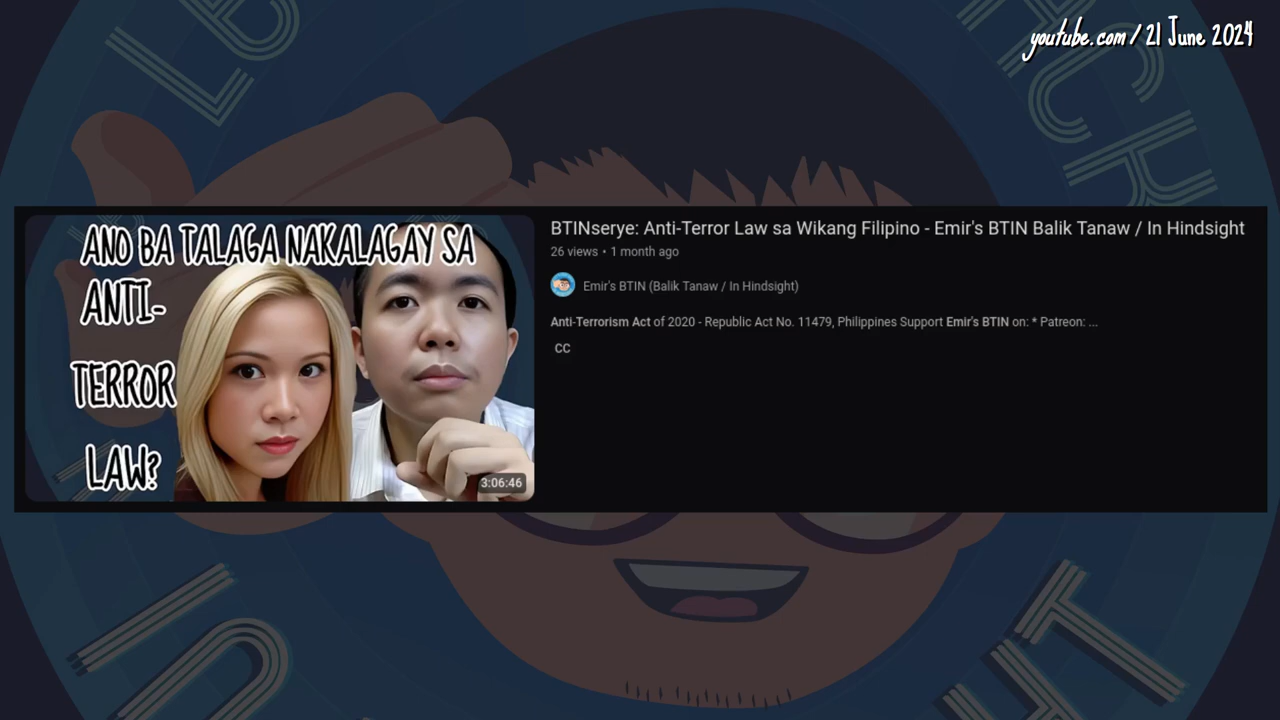 youtube.com / 21 June 2024
ANO BA TALAGA NAKALAGAY SA
ANTI-
TERROR
LAW?
3:06:46
BTINserye: Anti-Terror Law sa Wikang Filipino - Emir's BTIN Balik Tanaw / In Hindsight
26 views • 1 month ago
Emir's BTIN (Balik Tanaw / In Hindsight)
Anti-Terrorism Act of 2020 - Republic Act No. 11479, Philippines Support Emir's BTIN on: * Patreon: ...
CC